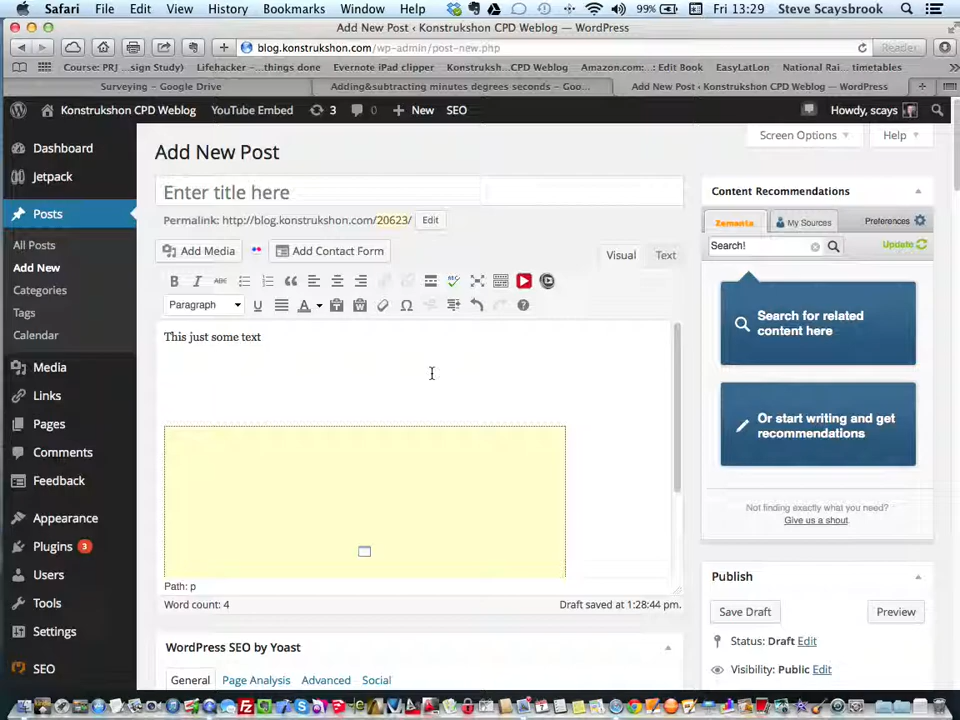 Safari File Edit View History Bookmarks Window Help 99% Fri 13:29 Steve Scaysbrook
Add New Post ‹ Konstrukshon CPD Weblog — WordPress
blog.konstrukshon.com/wp-admin/post-new.php Reader
Course: PRJ ...sign Study) Lifehacker -...things done Evernote iPad clipper Konstruksh...CPD Weblog Amazon.com: Edit Book EasyLatLon National Rai... timetables
Surveying - Google Drive Adding&subtracting minutes degrees seconds - Goo... Add New Post ‹ Konstrukshon CPD Weblog — WordPress
Konstrukshon CPD Weblog YouTube Embed 3 0 New SEO Howdy, scays
Dashboard
Jetpack
Posts
All Posts
Add New
Categories
Tags
Calendar
Media
Links
Pages
Comments
Feedback
Appearance
Plugins 3
Users
Tools
Settings
SEO
Screen Options Help
Add New Post
Enter title here
Permalink: http://blog.konstrukshon.com/20623/ Edit
Add Media Add Contact Form Visual Text
B I ABC
Paragraph U A
This just some text
Path: p
Word count: 4 Draft saved at 1:28:44 pm.
WordPress SEO by Yoast
General Page Analysis Advanced Social
Content Recommendations
Zemanta My Sources Preferences
Search! Update
Search for related
content here
Or start writing and get
recommendations
Not finding exactly what you need?
Give us a shout.
Publish
Save Draft Preview
Status: Draft Edit
Visibility: Public Edit